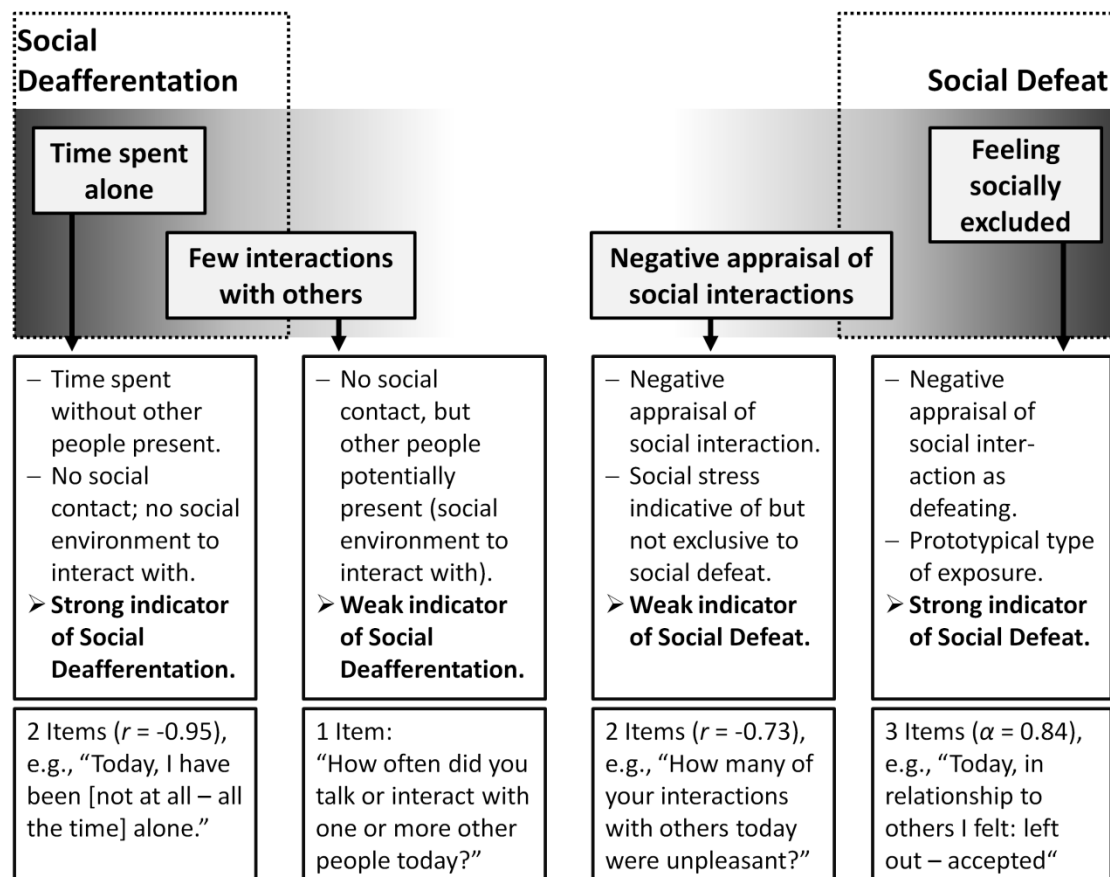 Social
Deafferentation
Social Defeat
Time spent
alone
Feeling
socially
excluded
Few interactions
with others
Negative appraisal of
social interactions
– Time spent
without other
people present.
– No social
contact; no social
environment to
interact with.
➢ Strong indicator
of Social
Deafferentation.
– No social
contact, but
other people
potentially
present (social
environment to
interact with).
➢ Weak indicator
of Social
Deafferentation.
– Negative
appraisal of
social interaction.
– Social stress
indicative of but
not exclusive to
social defeat.
➢ Weak indicator
of Social Defeat.
– Negative
appraisal of
social inter-
action as
defeating.
– Prototypical type
of exposure.
➢ Strong indicator
of Social Defeat.
2 Items (r = -0.95),
e.g., “Today, I have
been [not at all – all
the time] alone.”
1 Item:
“How often did you
talk or interact with
one or more other
people today?”
2 Items (r = -0.73),
e.g., “How many of
your interactions
with others today
were unpleasant?”
3 Items (α = 0.84),
e.g., “Today, in
relationship to
others I felt: left
out – accepted“